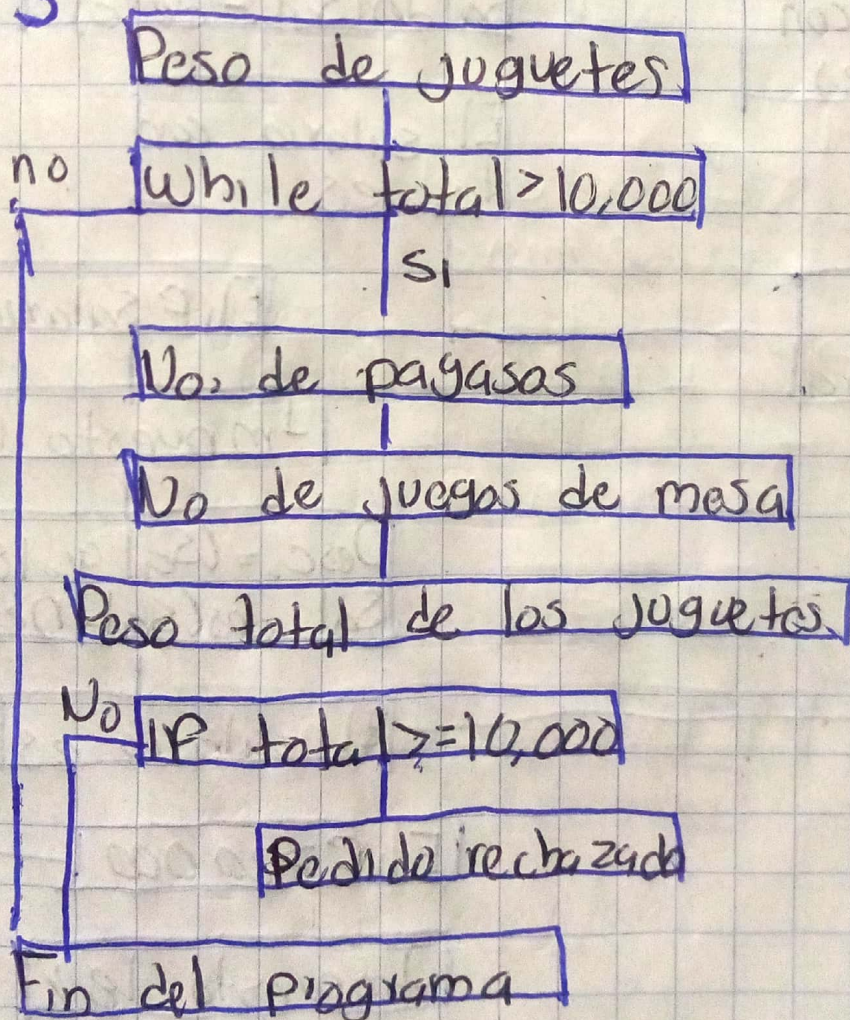 Peso de juguetes.
no
While total > 10,000
SI
No. de pagasos
No de juegos de mesa
Peso total de los juguetes.
No
IF total >= 10,000
Pedido rechazado
Fin del programa